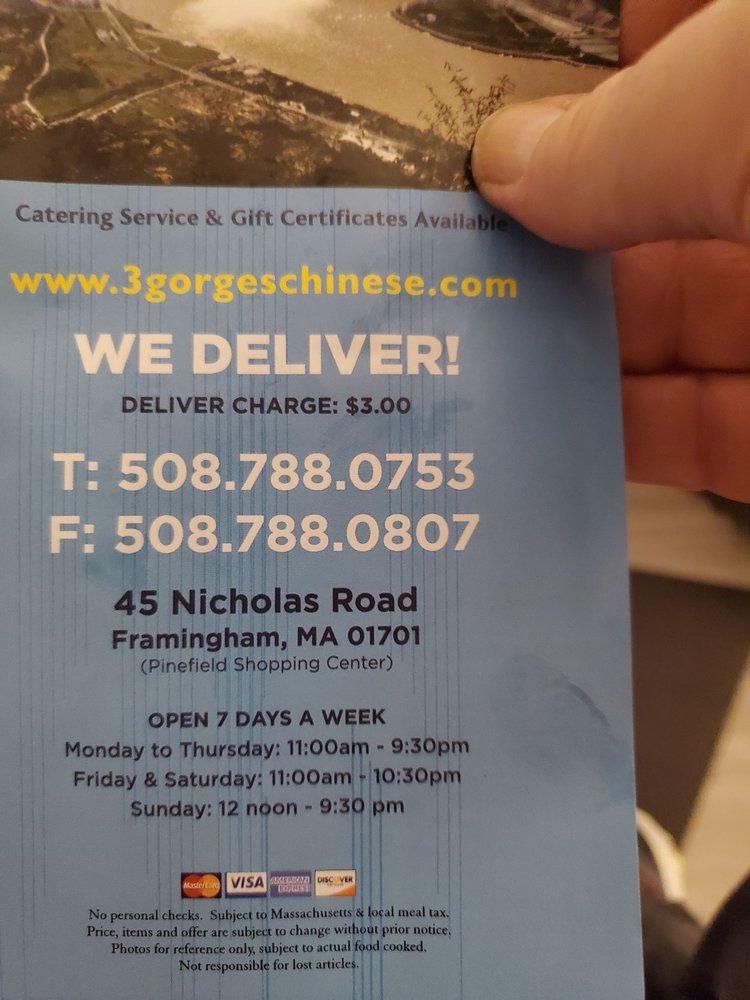 Catering Service & Gift Certificates Available
www.3gorgeschinese.com
WE DELIVER!
DELIVER CHARGE: $3.00
T: 508.788.0753
F: 508.788.0807
45 Nicholas Road
Framingham, MA 01701
(Pinefield Shopping Center)
OPEN 7 DAYS A WEEK
Monday to Thursday: 11:00am - 9:30pm
Friday & Saturday: 11:00am - 10:30pm
Sunday: 12 noon - 9:30 pm
MasterCard VISA AMERICAN EXPRESS DISCOVER
No personal checks. Subject to Massachusetts & local meal tax.
Price, items and offer are subject to change without prior notice.
Photos for reference only, subject to actual food cooked.
Not responsible for lost articles.